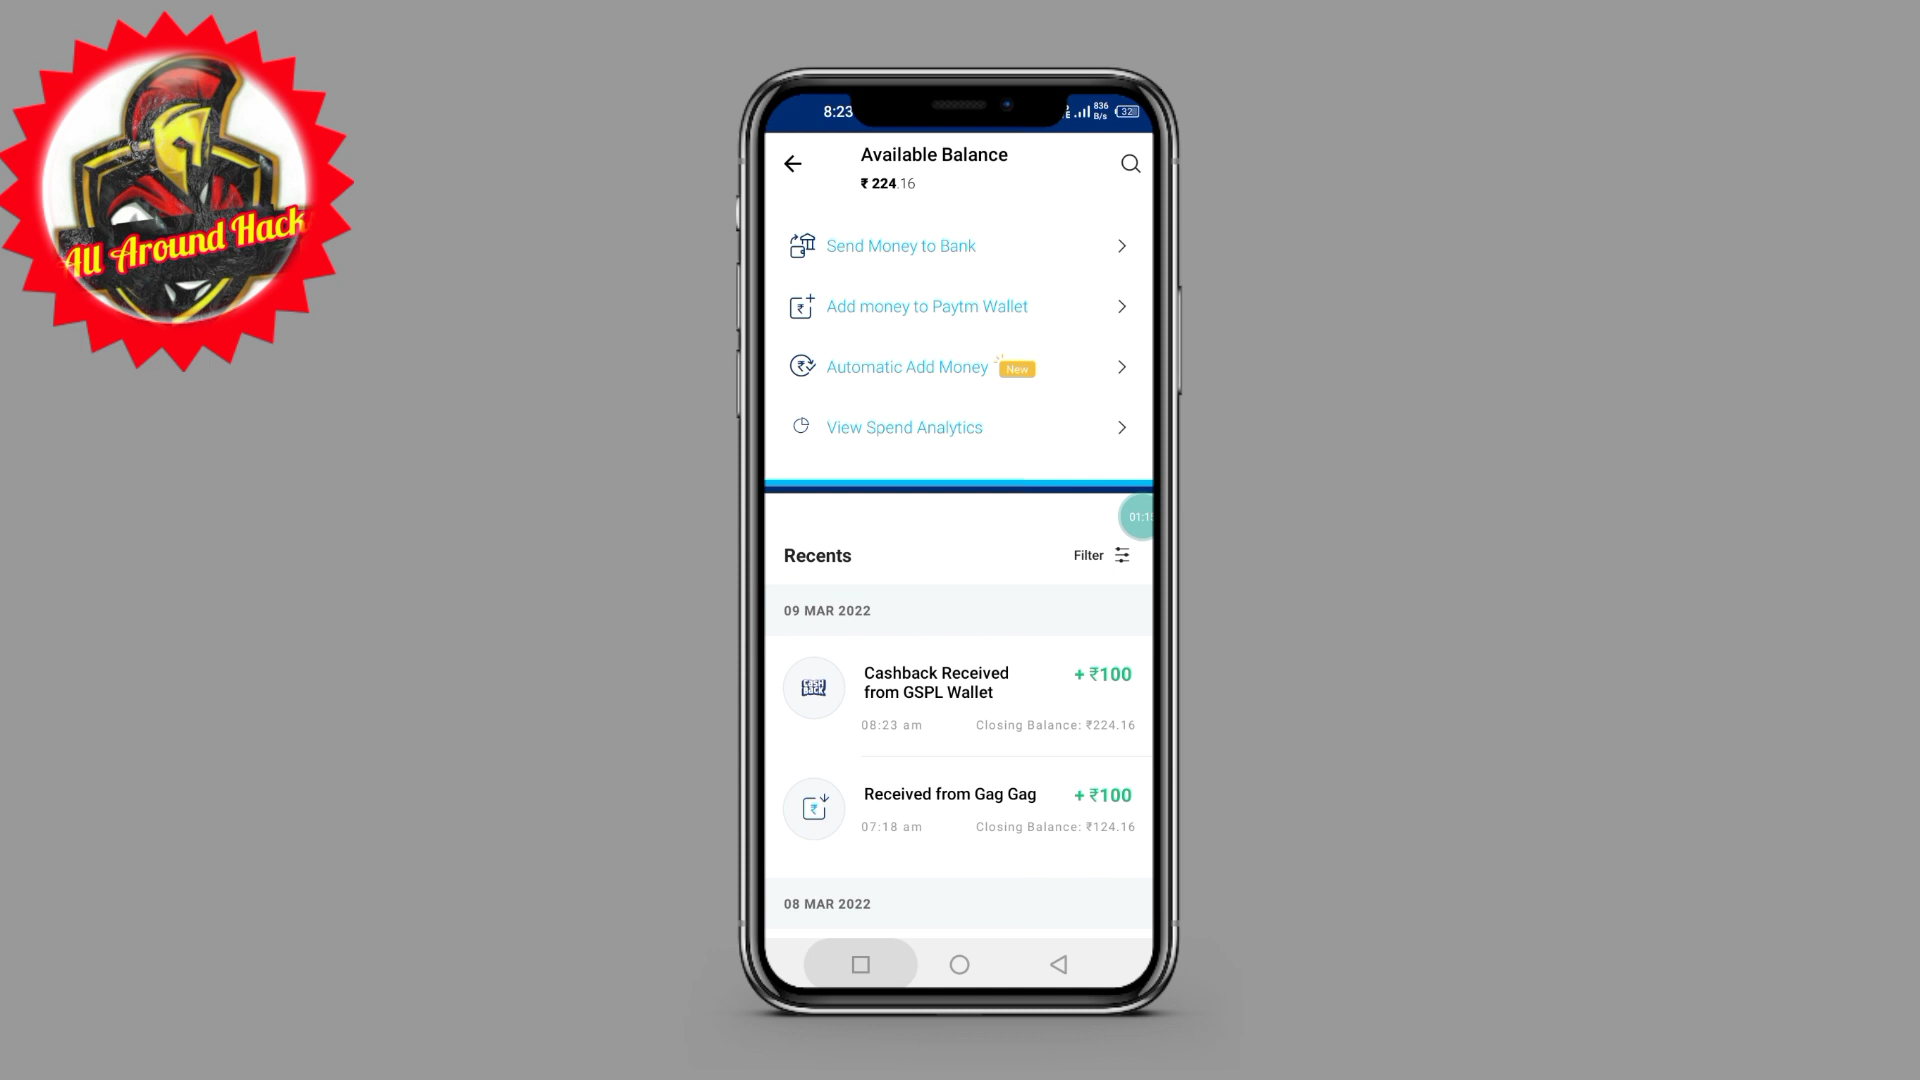 All Around Hack
8:23
836
B/s
32
Available Balance
₹ 224.16
Send Money to Bank
Add money to Paytm Wallet
Automatic Add Money
New
View Spend Analytics
Recents
Filter
09 MAR 2022
CASH
BACK
Cashback Received
from GSPL Wallet
+ ₹100
08:23 am
Closing Balance: ₹224.16
Received from Gag Gag
+ ₹100
07:18 am
Closing Balance: ₹124.16
08 MAR 2022